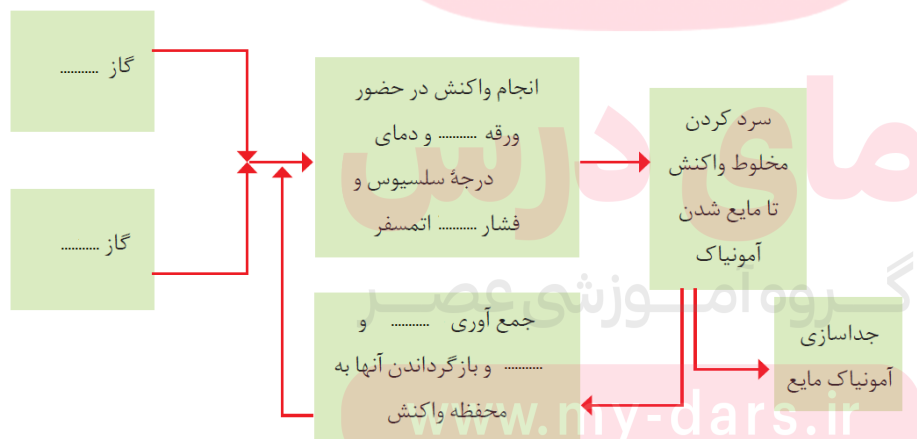 گاز ...........
گاز ...........
انجام واکنش در حضور
ورقه ........... و دمای
درجهٔ سلسیوس و
فشار ........... اتمسفر
سرد کردن
مخلوط واکنش
تا مایع شدن
آمونیاک
جمع آوری ........... و
........... و بازگرداندن آنها به
محفظه واکنش
جداسازی
آمونیاک مایع
مای درس
گروه آموزشی عصر
www.my-dars.ir